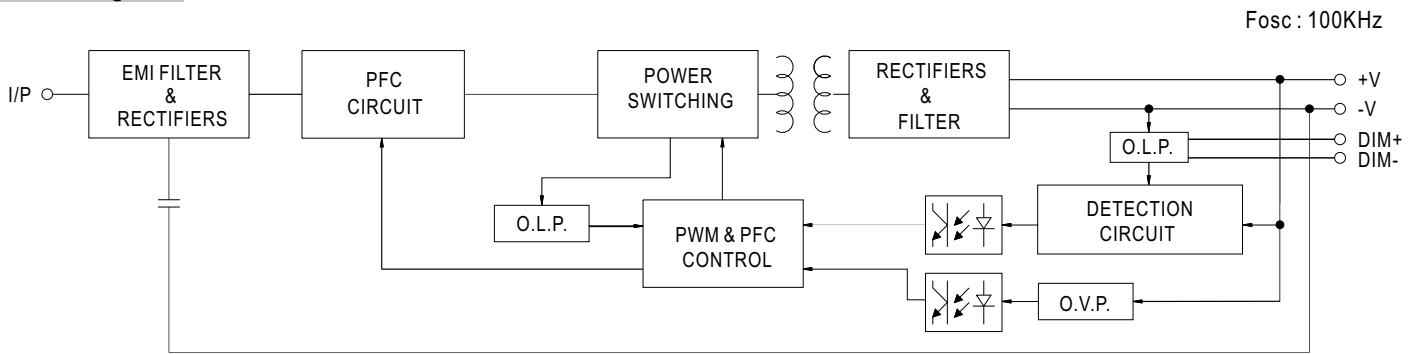 Fosc : 100KHz
I/P
EMI FILTER
&
RECTIFIERS
PFC
CIRCUIT
POWER
SWITCHING
RECTIFIERS
&
FILTER
+V
-V
DIM+
DIM-
O.L.P.
O.L.P.
PWM & PFC
CONTROL
DETECTION
CIRCUIT
O.V.P.